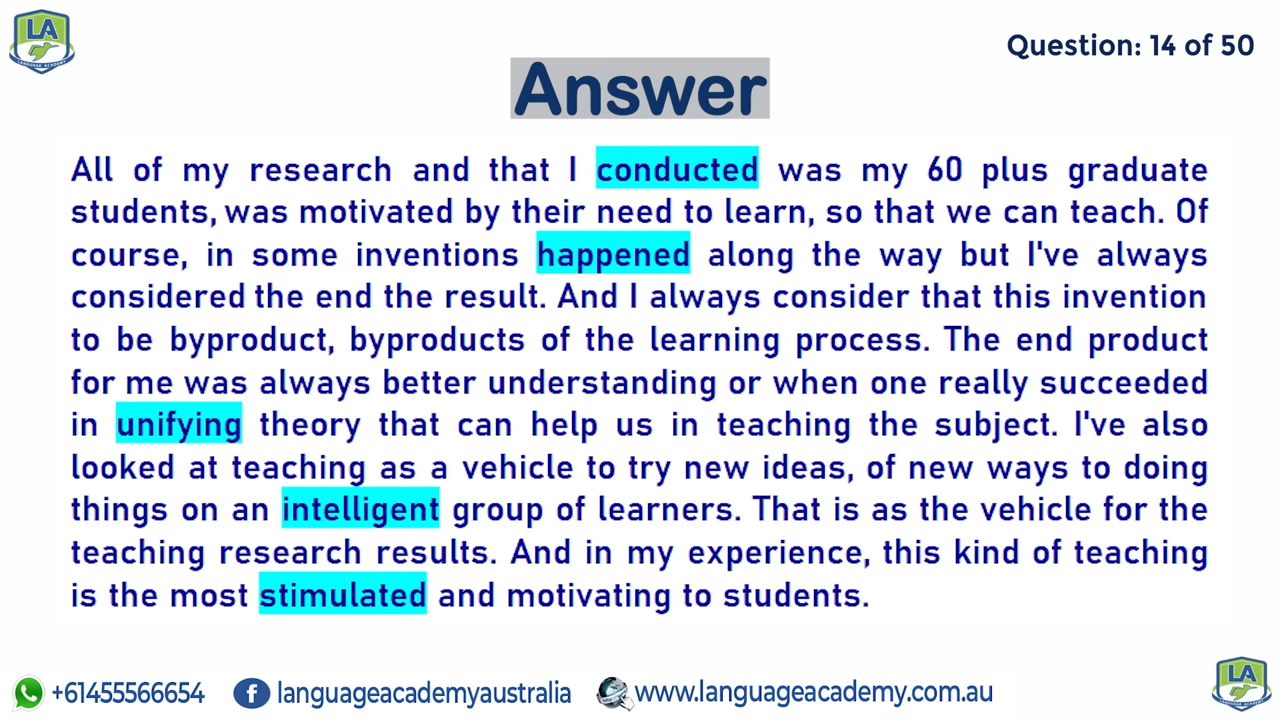 LA
LANGUAGE ACADEMY
Question: 14 of 50
Answer
All of my research and that I conducted was my 60 plus graduate
students, was motivated by their need to learn, so that we can teach. Of
course, in some inventions happened along the way but I've always
considered the end the result. And I always consider that this invention
to be byproduct, byproducts of the learning process. The end product
for me was always better understanding or when one really succeeded
in unifying theory that can help us in teaching the subject. I've also
looked at teaching as a vehicle to try new ideas, of new ways to doing
things on an intelligent group of learners. That is as the vehicle for the
teaching research results. And in my experience, this kind of teaching
is the most stimulated and motivating to students.
+61455566654
languageacademyaustralia
www.languageacademy.com.au
LA
LANGUAGE ACADEMY